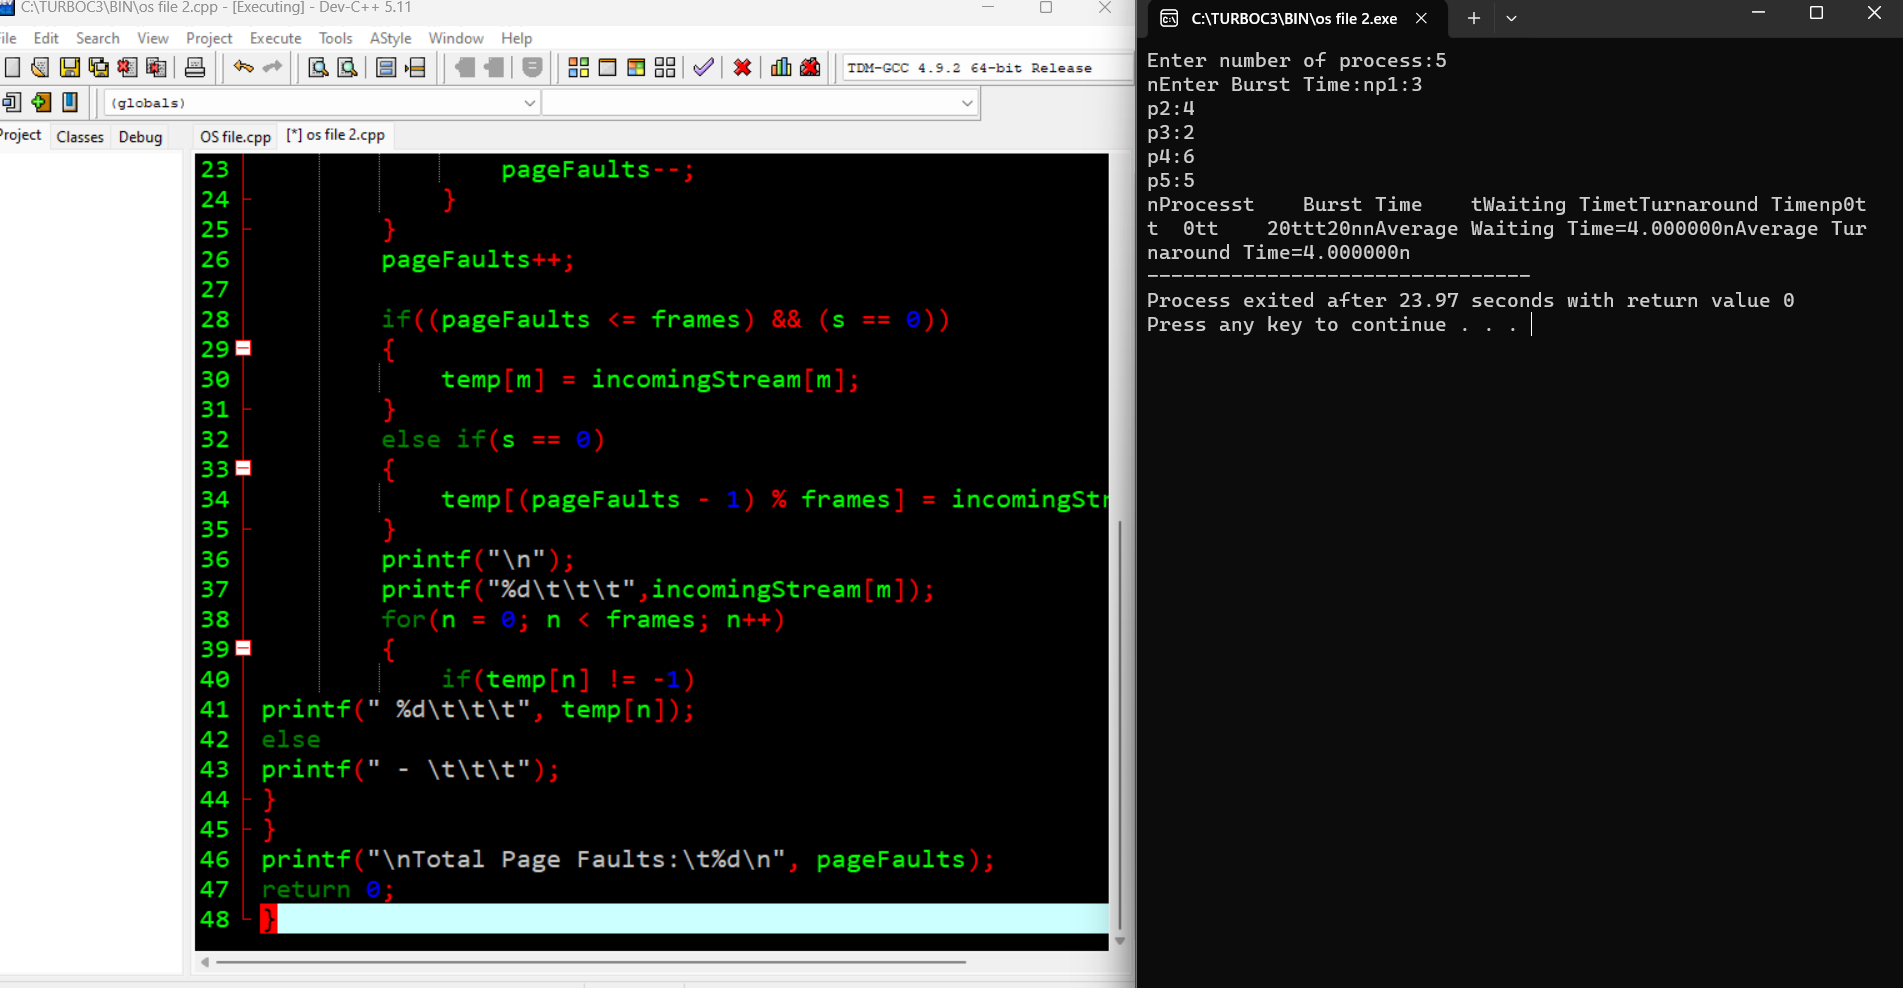 C:\TURBOC3\BIN\os file 2.cpp - [Executing] - Dev-C++ 5.11
ile Edit Search View Project Execute Tools AStyle Window Help
TDM-GCC 4.9.2 64-bit Release
(globals)
Project Classes Debug OS file.cpp [*] os file 2.cpp
23 pageFaults--;
24 }
25 }
26 pageFaults++;
27
28 if((pageFaults <= frames) && (s == 0))
29 {
30 temp[m] = incomingStream[m];
31 }
32 else if(s == 0)
33 {
34 temp[(pageFaults - 1) % frames] = incomingStr
35 }
36 printf("\n");
37 printf("%d\t\t\t",incomingStream[m]);
38 for(n = 0; n < frames; n++)
39 {
40 if(temp[n] != -1)
41 printf(" %d\t\t\t", temp[n]);
42 else
43 printf(" - \t\t\t");
44 }
45 }
46 printf("\nTotal Page Faults:\t%d\n", pageFaults);
47 return 0;
48 }
C:\TURBOC3\BIN\os file 2.exe
Enter number of process:5
nEnter Burst Time:np1:3
p2:4
p3:2
p4:6
p5:5
nProcesst    Burst Time    tWaiting TimetTurnaround Timenp0t
t  0tt    20ttt20nnAverage Waiting Time=4.000000nAverage Tur
naround Time=4.000000n
--------------------------------
Process exited after 23.97 seconds with return value 0
Press any key to continue . . .